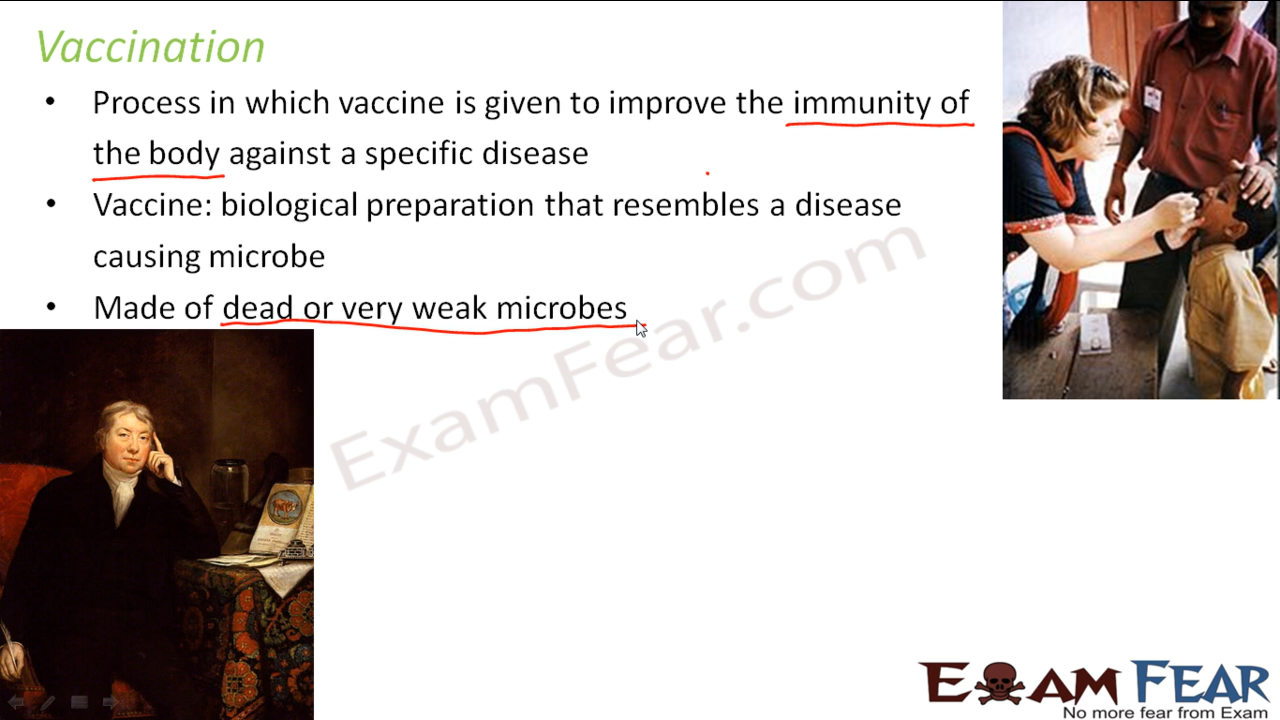 Vaccination
• Process in which vaccine is given to improve the immunity of
the body against a specific disease
• Vaccine: biological preparation that resembles a disease
causing microbe
• Made of dead or very weak microbes
ExamFear.com
EXAM FEAR
No more fear from Exam